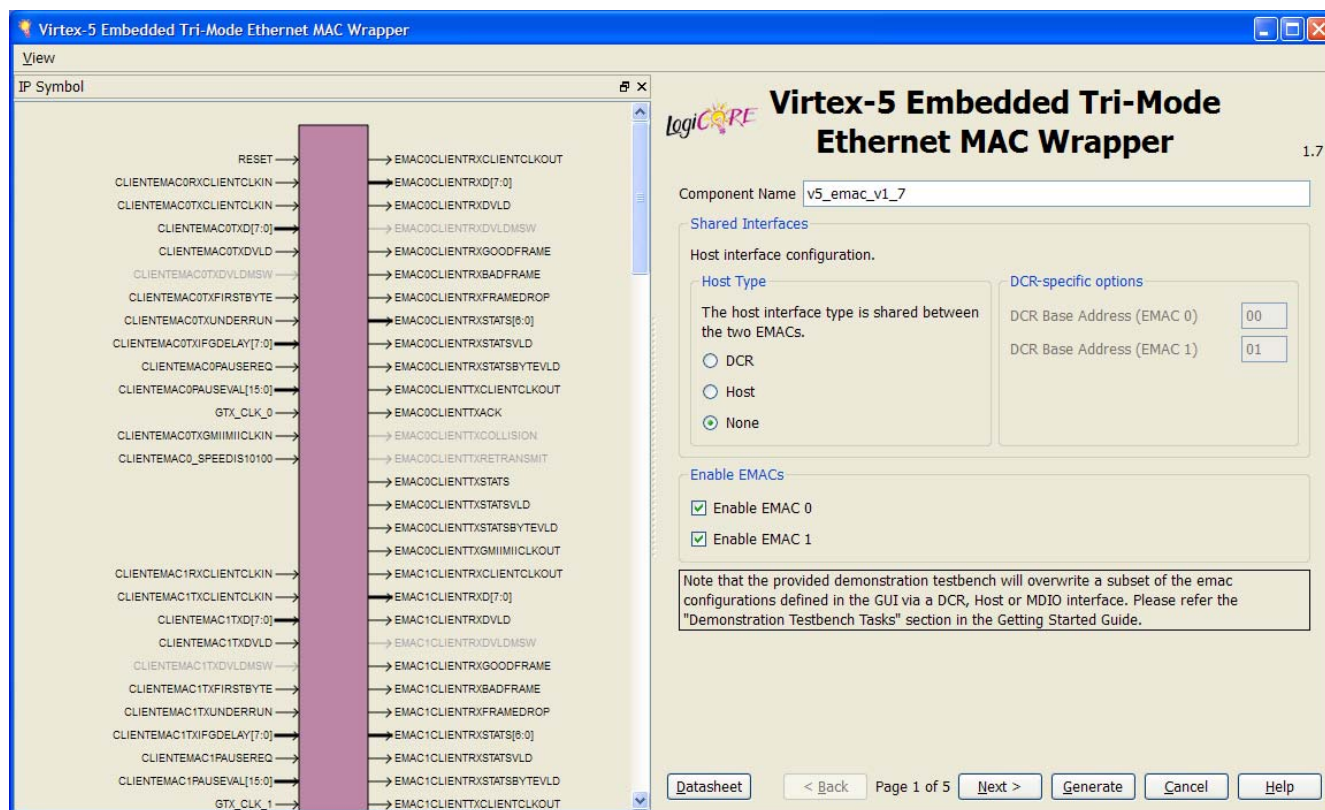 Virtex-5 Embedded Tri-Mode Ethernet MAC Wrapper
View
IP Symbol
RESET
CLIENTEMAC0RXCLIENTCLKIN
CLIENTEMAC0TXCLIENTCLKIN
CLIENTEMAC0TXD[7:0]
CLIENTEMAC0TXDVLD
CLIENTEMAC0TXDVLDMSW
CLIENTEMAC0TXFIRSTBYTE
CLIENTEMAC0TXUNDERRUN
CLIENTEMAC0TXIFGDELAY[7:0]
CLIENTEMAC0PAUSEREQ
CLIENTEMAC0PAUSEVAL[15:0]
GTX_CLK_0
CLIENTEMAC0TXGMIIMIICLKIN
CLIENTEMAC0_SPEEDIS10100
CLIENTEMAC1RXCLIENTCLKIN
CLIENTEMAC1TXCLIENTCLKIN
CLIENTEMAC1TXD[7:0]
CLIENTEMAC1TXDVLD
CLIENTEMAC1TXDVLDMSW
CLIENTEMAC1TXFIRSTBYTE
CLIENTEMAC1TXUNDERRUN
CLIENTEMAC1TXIFGDELAY[7:0]
CLIENTEMAC1PAUSEREQ
CLIENTEMAC1PAUSEVAL[15:0]
GTX_CLK_1
EMAC0CLIENTRXCLIENTCLKOUT
EMAC0CLIENTRXD[7:0]
EMAC0CLIENTRXDVLD
EMAC0CLIENTRXDVLDMSW
EMAC0CLIENTRXGOODFRAME
EMAC0CLIENTRXBADFRAME
EMAC0CLIENTRXFRAMEDROP
EMAC0CLIENTRXSTATS[6:0]
EMAC0CLIENTRXSTATSVLD
EMAC0CLIENTRXSTATSBYTEVLD
EMAC0CLIENTTXCLIENTCLKOUT
EMAC0CLIENTTXACK
EMAC0CLIENTTXCOLLISION
EMAC0CLIENTTXRETRANSMIT
EMAC0CLIENTTXSTATS
EMAC0CLIENTTXSTATSVLD
EMAC0CLIENTTXSTATSBYTEVLD
EMAC0CLIENTTXGMIIMIICLKOUT
EMAC1CLIENTRXCLIENTCLKOUT
EMAC1CLIENTRXD[7:0]
EMAC1CLIENTRXDVLD
EMAC1CLIENTRXDVLDMSW
EMAC1CLIENTRXGOODFRAME
EMAC1CLIENTRXBADFRAME
EMAC1CLIENTRXFRAMEDROP
EMAC1CLIENTRXSTATS[6:0]
EMAC1CLIENTRXSTATSVLD
EMAC1CLIENTRXSTATSBYTEVLD
EMAC1CLIENTTXCLIENTCLKOUT
LogiCORE
Virtex-5 Embedded Tri-Mode
Ethernet MAC Wrapper
1.7
Component Name v5_emac_v1_7
Shared Interfaces
Host interface configuration.
Host Type
The host interface type is shared between
the two EMACs.
DCR
Host
None
DCR-specific options
DCR Base Address (EMAC 0) 00
DCR Base Address (EMAC 1) 01
Enable EMACs
Enable EMAC 0
Enable EMAC 1
Note that the provided demonstration testbench will overwrite a subset of the emac
configurations defined in the GUI via a DCR, Host or MDIO interface. Please refer the
"Demonstration Testbench Tasks" section in the Getting Started Guide.
Datasheet < Back Page 1 of 5 Next > Generate Cancel Help